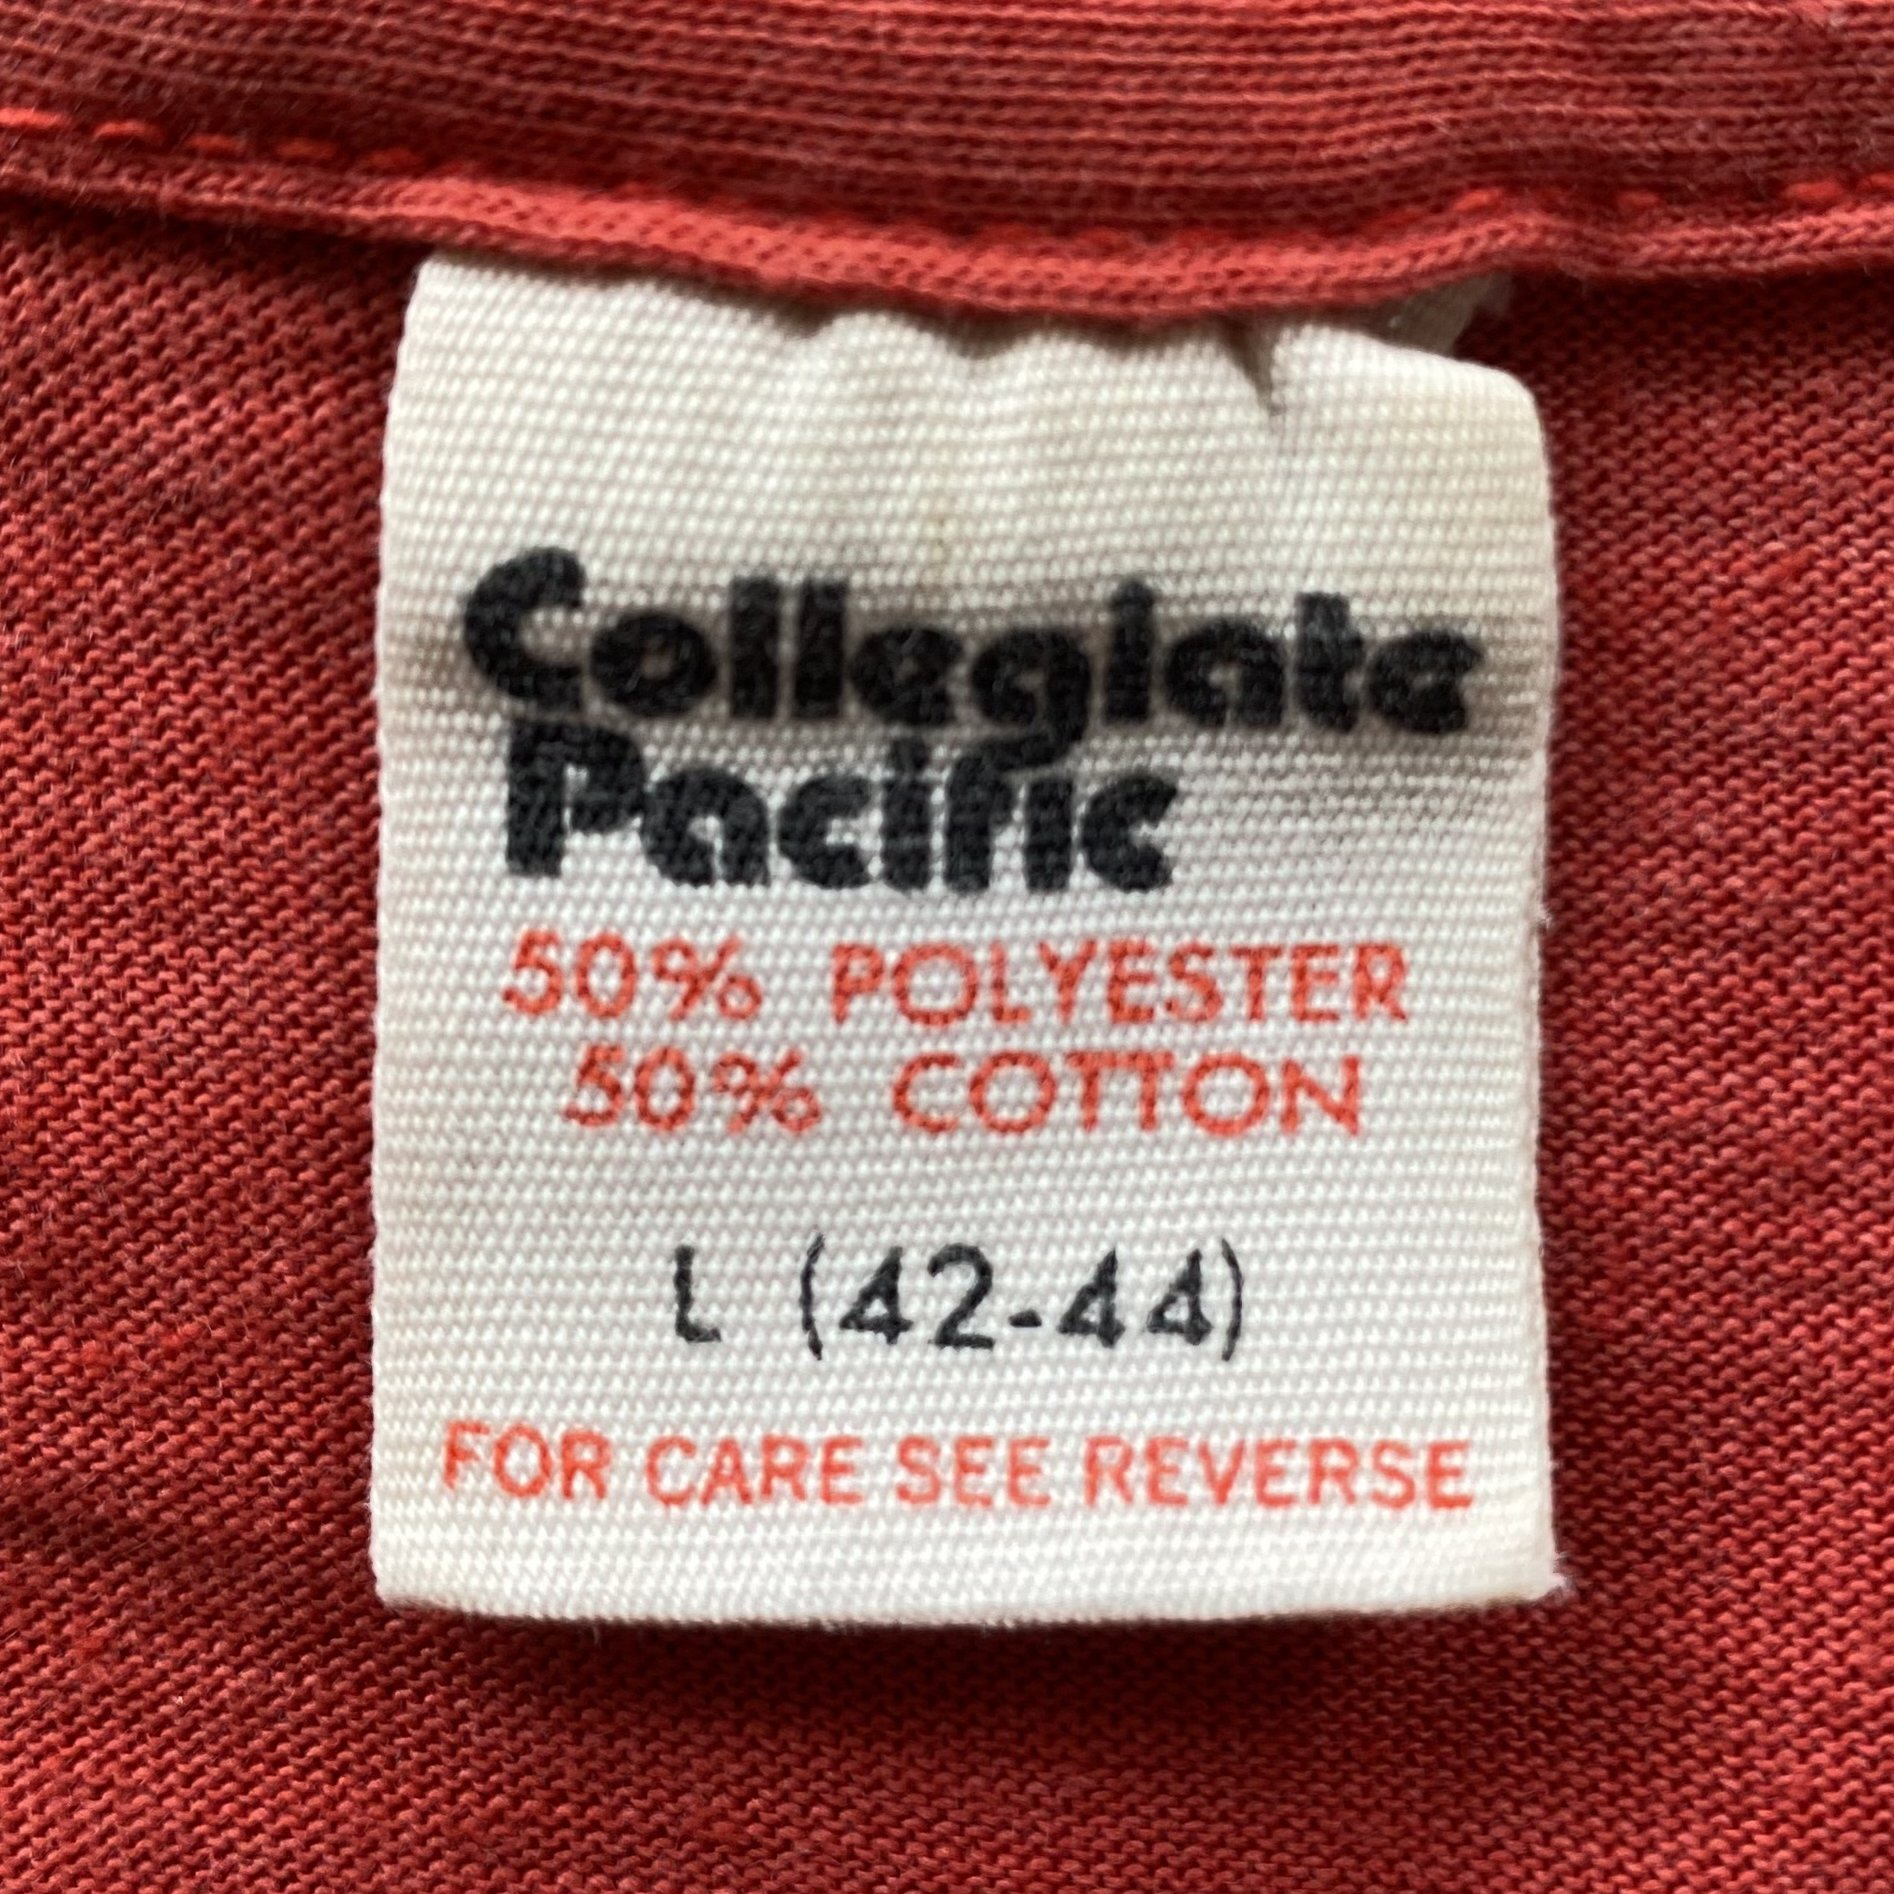 Collegiate
Pacific
50% POLYESTER
50% COTTON
L (42-44)
FOR CARE SEE REVERSE